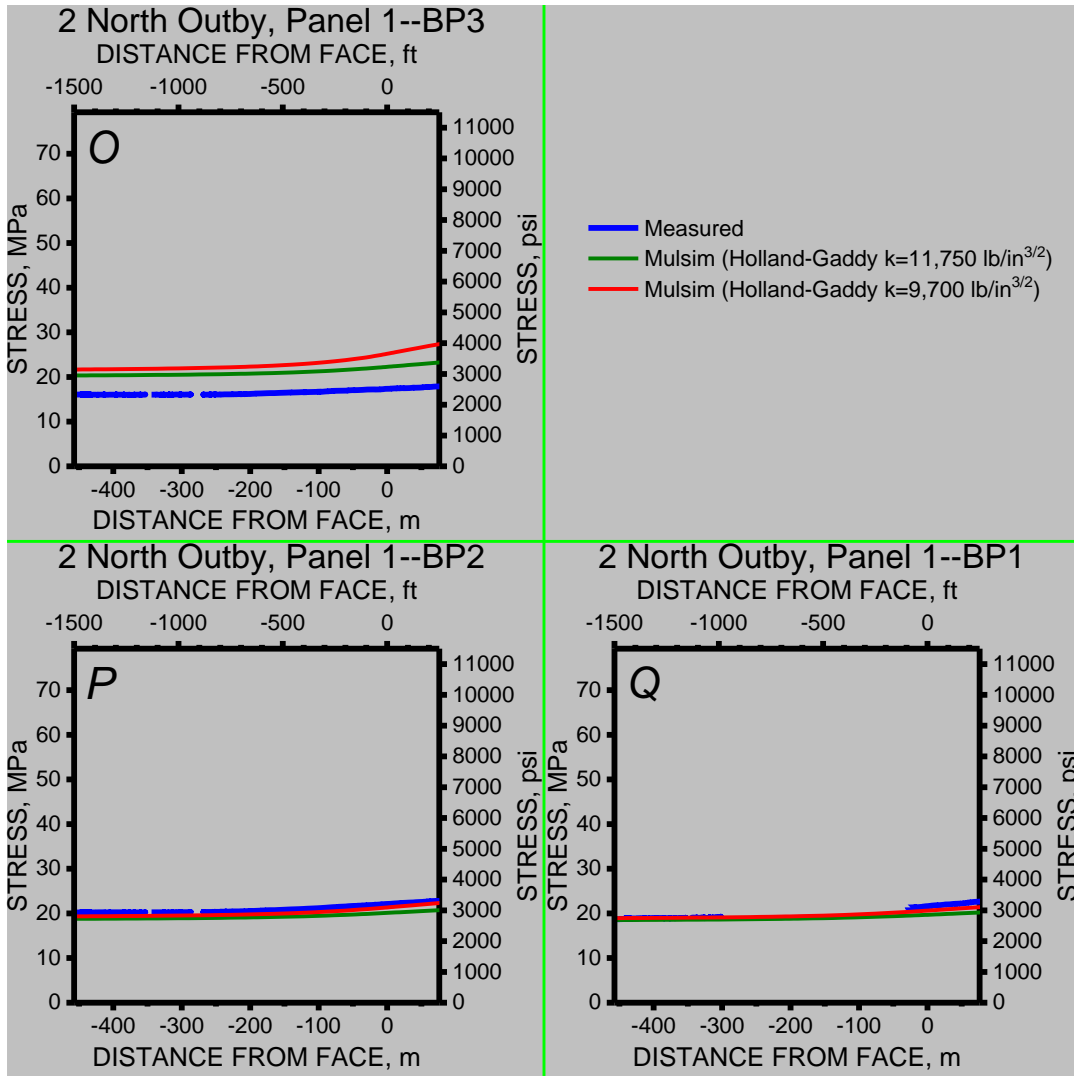 2 North Outby, Panel 1--BP3
DISTANCE FROM FACE, ft
-1500 -1000 -500 0
O
STRESS, MPa
70
60
50
40
30
20
10
0
STRESS, psi
11000
10000
9000
8000
7000
6000
5000
4000
3000
2000
1000
0
-400 -300 -200 -100 0
DISTANCE FROM FACE, m
Measured
Mulsim (Holland-Gaddy k=11,750 lb/in^3/2)
Mulsim (Holland-Gaddy k=9,700 lb/in^3/2)
2 North Outby, Panel 1--BP2
DISTANCE FROM FACE, ft
-1500 -1000 -500 0
P
STRESS, MPa
70
60
50
40
30
20
10
0
STRESS, psi
11000
10000
9000
8000
7000
6000
5000
4000
3000
2000
1000
0
-400 -300 -200 -100 0
DISTANCE FROM FACE, m
2 North Outby, Panel 1--BP1
DISTANCE FROM FACE, ft
-1500 -1000 -500 0
Q
STRESS, MPa
70
60
50
40
30
20
10
0
STRESS, psi
11000
10000
9000
8000
7000
6000
5000
4000
3000
2000
1000
0
-400 -300 -200 -100 0
DISTANCE FROM FACE, m